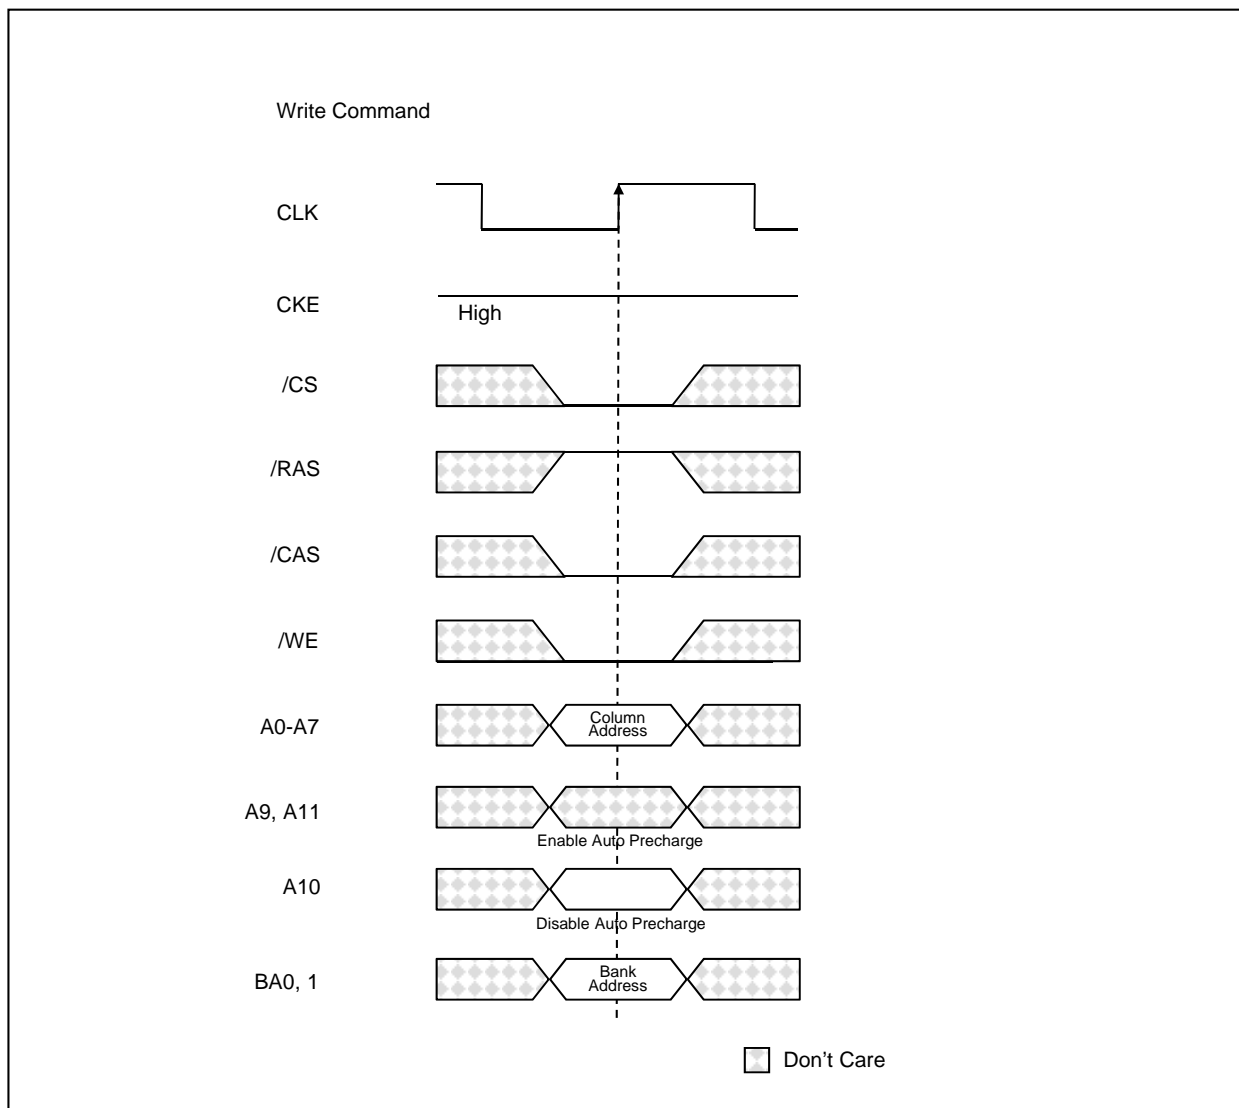 Write Command
CLK
CKE
High
/CS
/RAS
/CAS
/WE
A0-A7
Column
Address
A9, A11
Enable Auto Precharge
A10
Disable Auto Precharge
BA0, 1
Bank
Address
Don’t Care